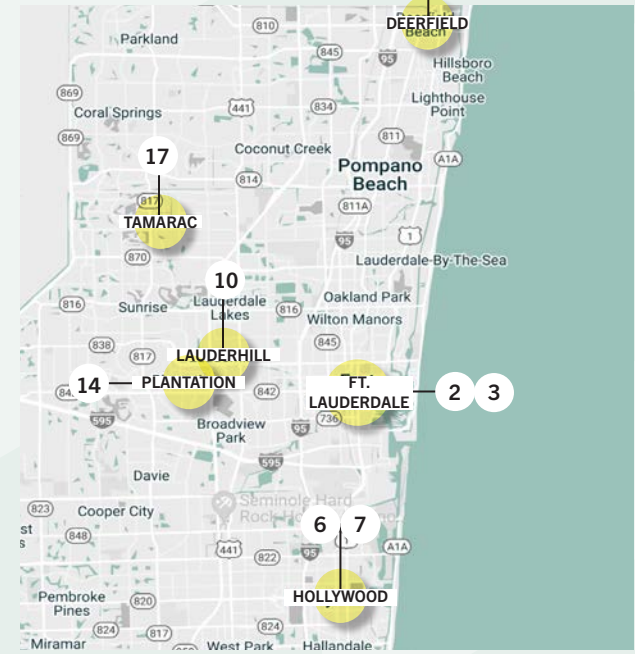 810
DEERFIELD
Beach
Parkland
845
95
Hillsboro
Beach
869
Coral Springs
441
834
Lighthouse
Point
869
811
17
Coconut Creek
A1A
814
Pompano
Beach
817
811A
TAMARAC
95
1
870
Lauderdale-By-The-Sea
10
816
Sunrise
Lauderdale
Lakes
816
Oakland Park
Wilton Manors
838
817
845
LAUDERHILL
14
PLANTATION
842
FT.
LAUDERDALE
2 3
595
Broadview
Park
95
736
595
Davie
823
Cooper City
Seminole Hard
6 7
848
441
822
95
A1A
HOLLYWOOD
Pembroke
Pines
820
824
817
824
Miramar
West Park
Hallandale